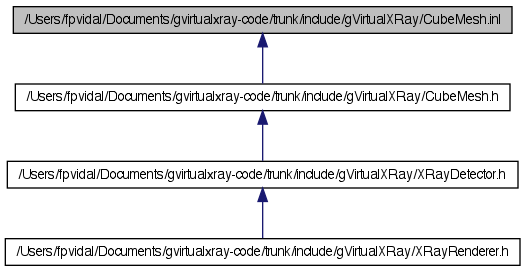 /Users/fpvidal/Documents/gvirtualxray-code/trunk/include/gVirtualXRay/CubeMesh.inl
/Users/fpvidal/Documents/gvirtualxray-code/trunk/include/gVirtualXRay/CubeMesh.h
/Users/fpvidal/Documents/gvirtualxray-code/trunk/include/gVirtualXRay/XRayDetector.h
/Users/fpvidal/Documents/gvirtualxray-code/trunk/include/gVirtualXRay/XRayRenderer.h